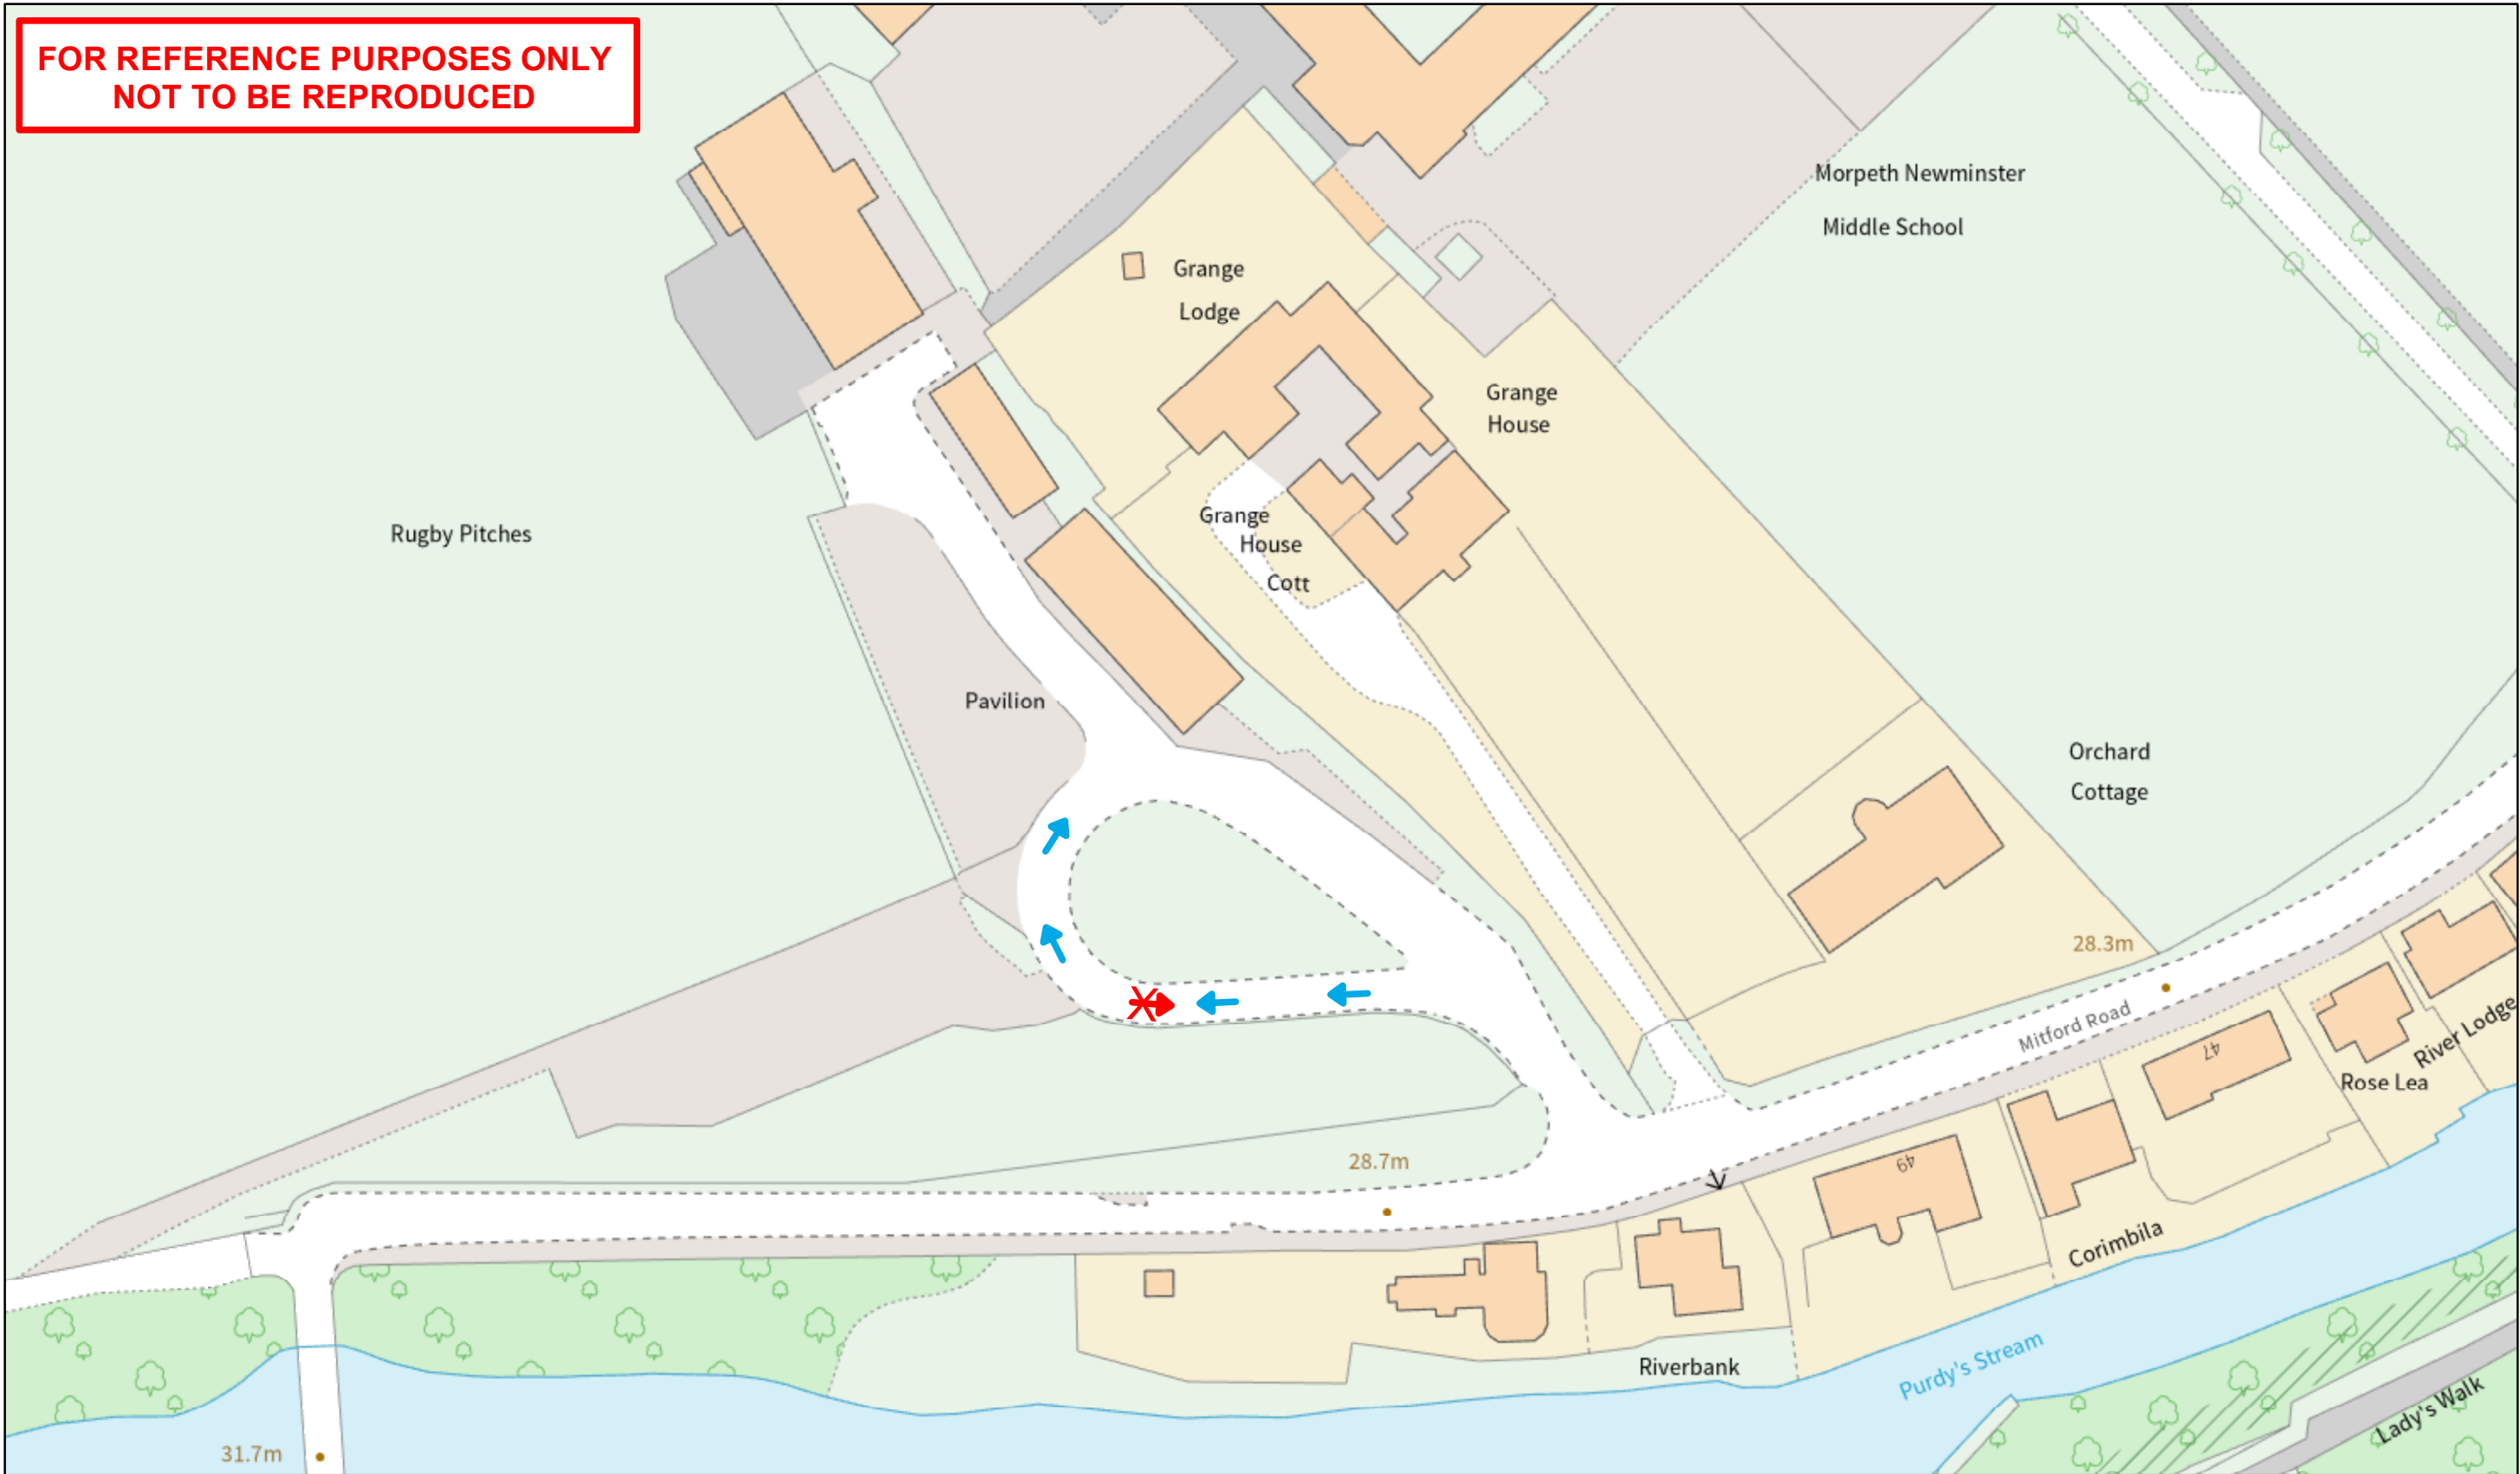 FOR REFERENCE PURPOSES ONLY
NOT TO BE REPRODUCED
Morpeth Newminster
Middle School
Grange
Lodge
Grange
House
Rugby Pitches
Grange
House
Cott
Pavilion
Orchard
Cottage
28.3m
Mitford Road
River Lodge
47
Rose Lea
28.7m
49
Corimbila
Riverbank
Purdy's Stream
Lady's Walk
31.7m